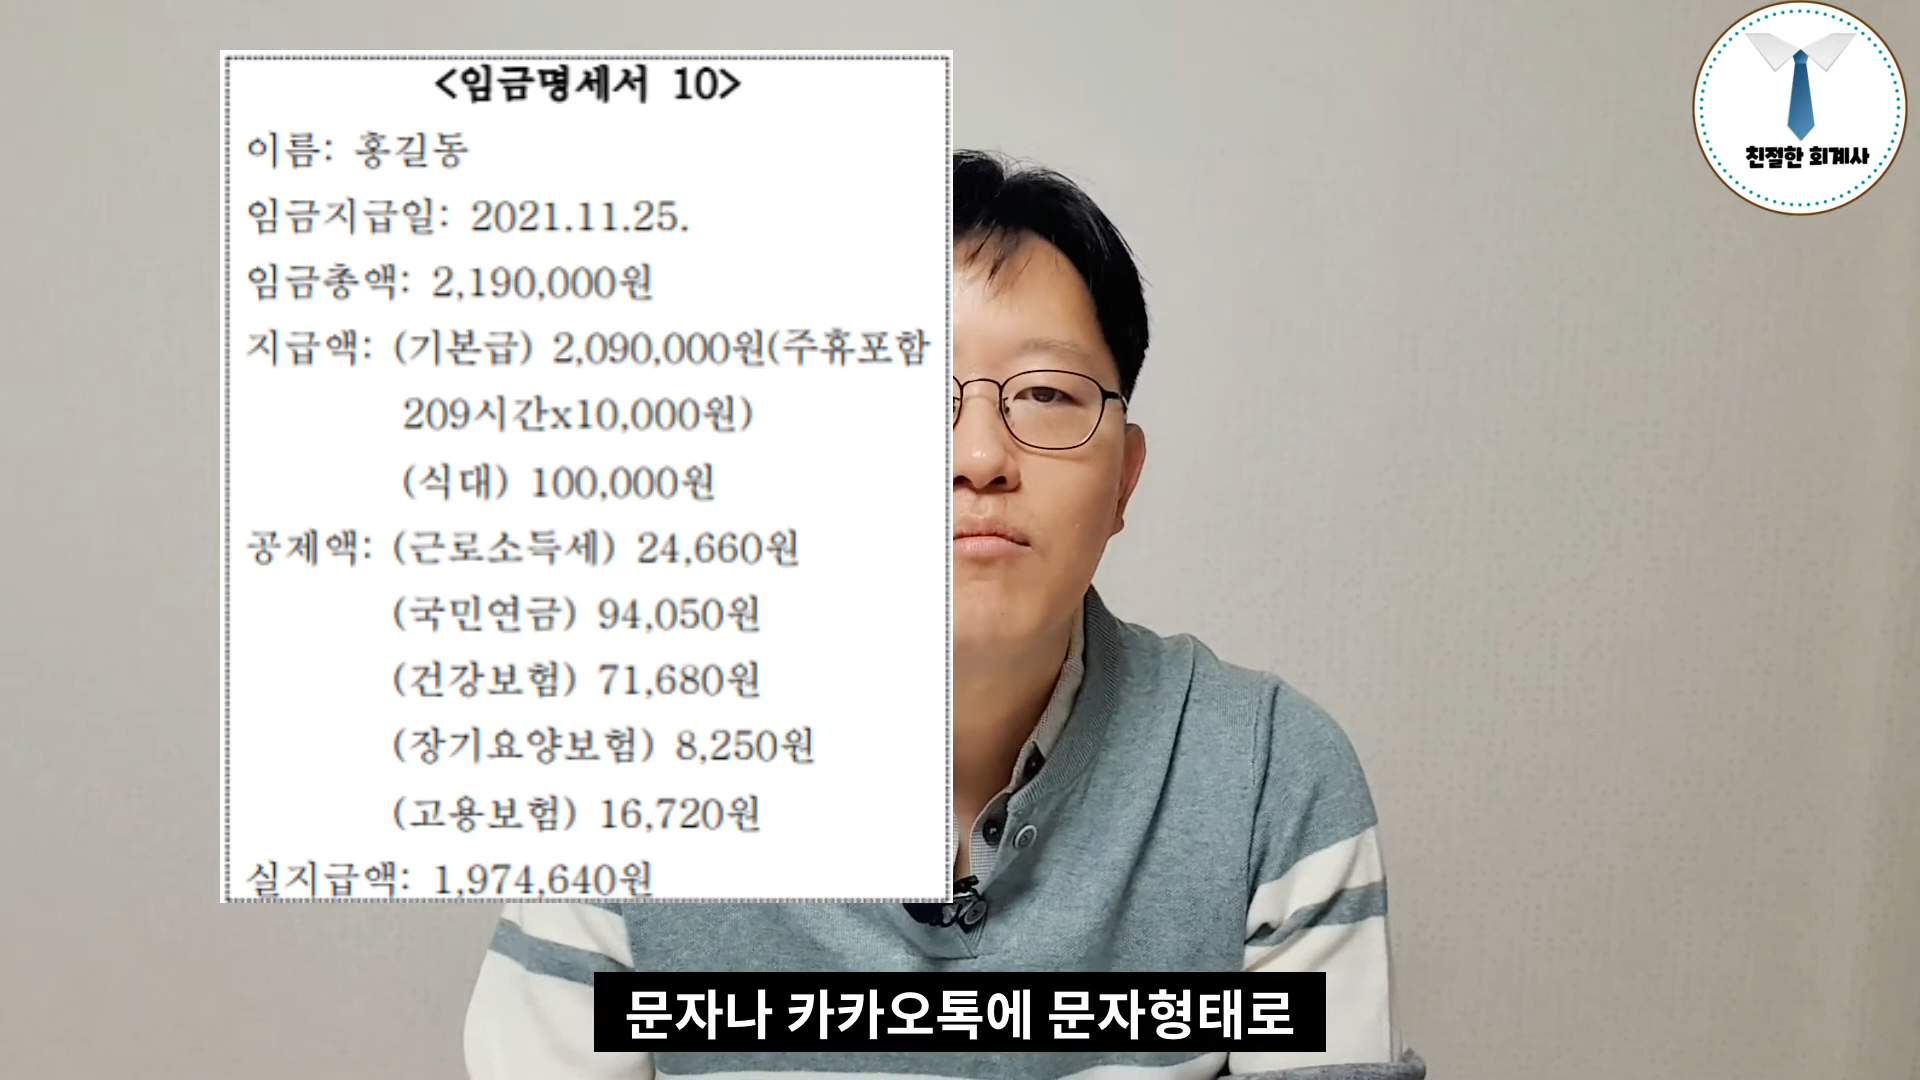 <임금명세서 10>
이름: 홍길동
임금지급일: 2021.11.25.
임금총액: 2,190,000원
지급액: (기본급) 2,090,000원(주휴포함
209시간x10,000원)
(식대) 100,000원
공제액: (근로소득세) 24,660원
(국민연금) 94,050원
(건강보험) 71,680원
(장기요양보험) 8,250원
(고용보험) 16,720원
실지급액: 1,974,640원
친절한 회계사
문자나 카카오톡에 문자형태로